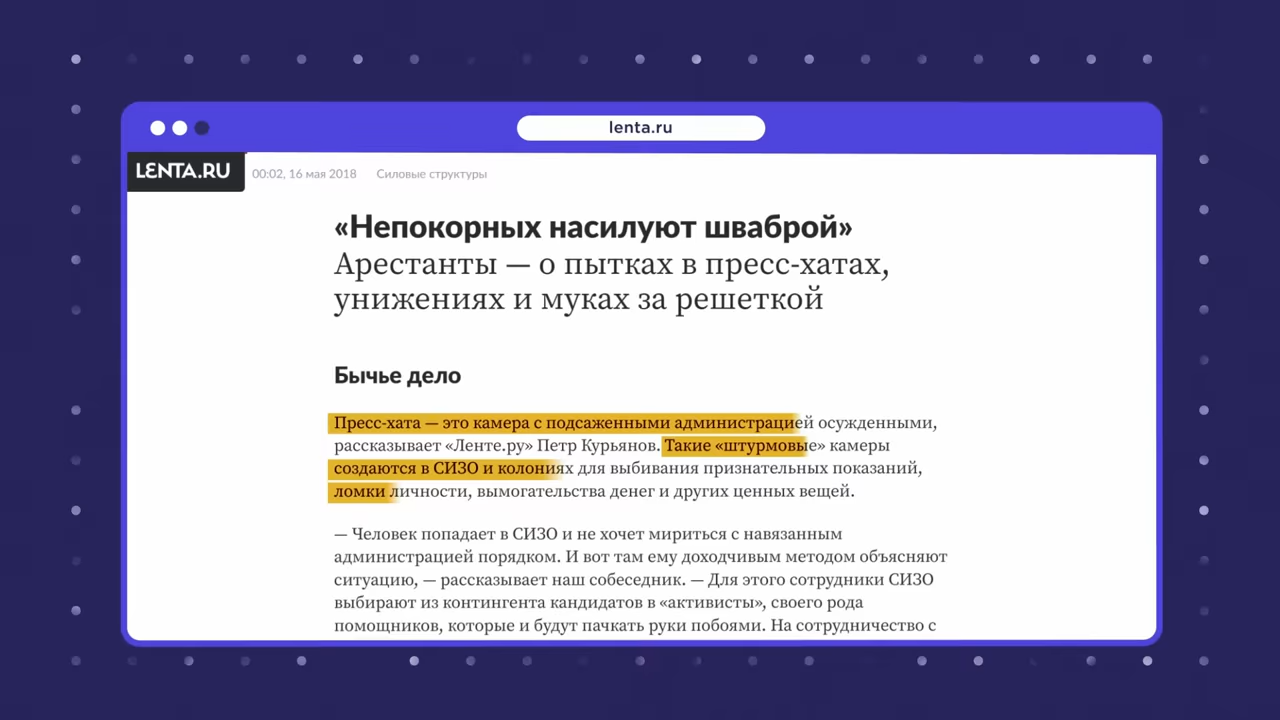 lenta.ru
LENTA.RU 00:02, 16 мая 2018 Силовые структуры
«Непокорных насилуют шваброй»
Арестанты — о пытках в пресс-хатах,
унижениях и муках за решеткой
Бычье дело
Пресс-хата — это камера с подсаженными администрацией осужденными,
рассказывает «Ленте.ру» Петр Курьянов. Такие «штурмовые» камеры
создаются в СИЗО и колониях для выбивания признательных показаний,
ломки личности, вымогательства денег и других ценных вещей.
— Человек попадает в СИЗО и не хочет мириться с навязанным
администрацией порядком. И вот там ему доходчивым методом объясняют
ситуацию, — рассказывает наш собеседник. — Для этого сотрудники СИЗО
выбирают из контингента кандидатов в «активисты», своего рода
помощников, которые и будут пачкать руки побоями. На сотрудничество с